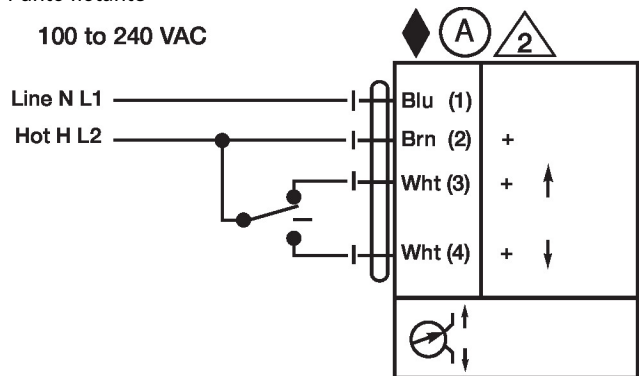 100 to 240 VAC
A
2
Line N L1
Blu (1)
Hot H L2
Brn (2) +
Wht (3) +
Wht (4) +